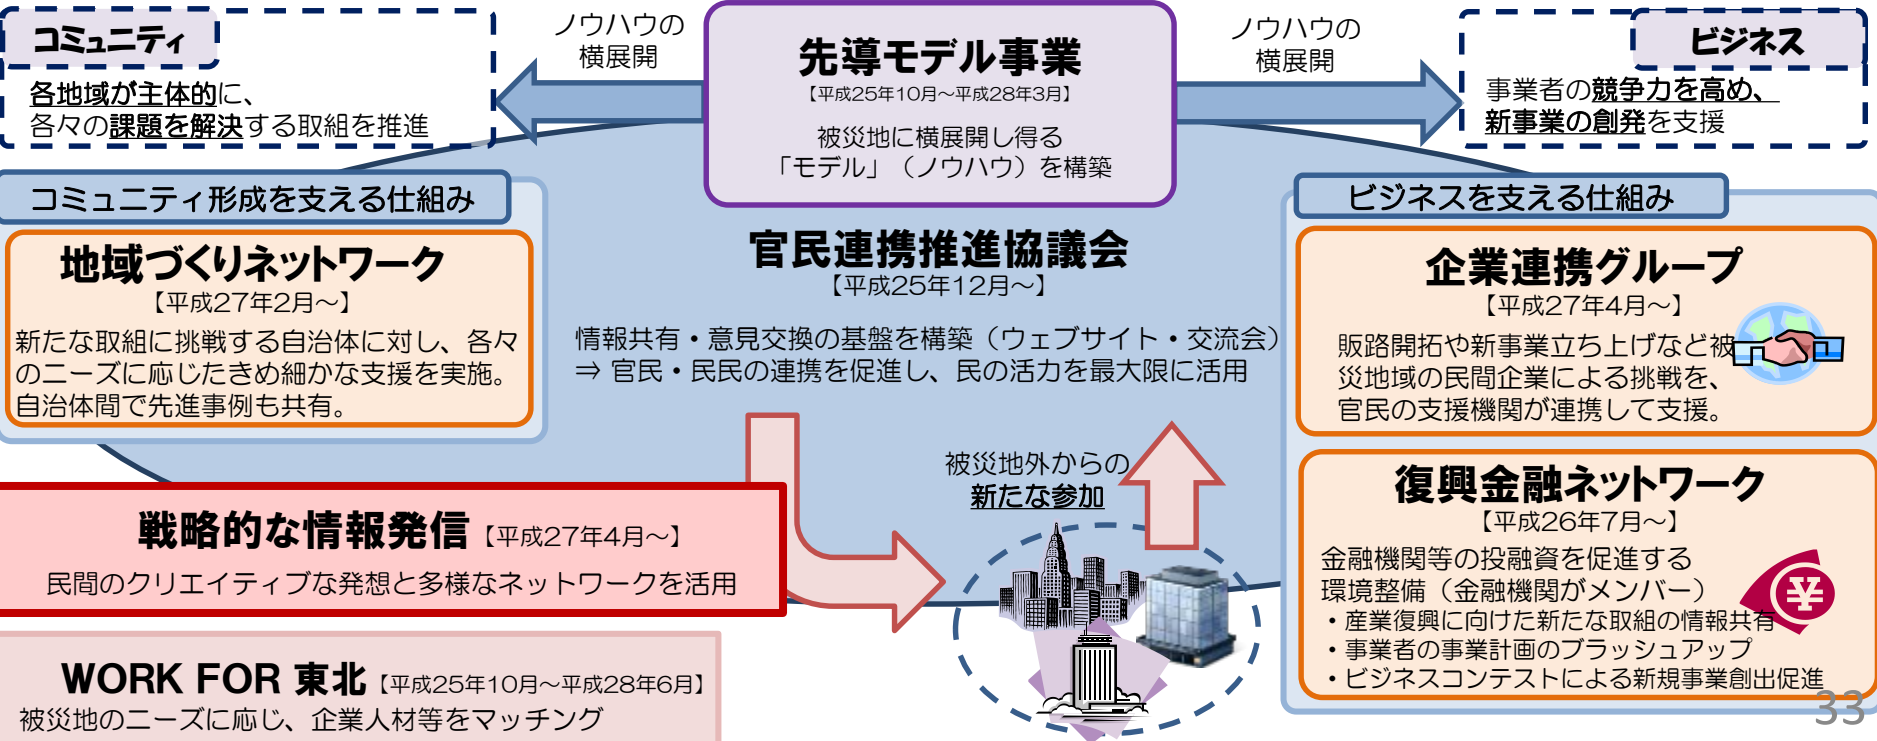 コミュニティ
各地域が主体的に、
各々の課題を解決する取組を推進
ノウハウの
横展開
先導モデル事業
【平成25年10月～平成28年3月】
被災地に横展開し得る
「モデル」（ノウハウ）を構築
ノウハウの
横展開
ビジネス
事業者の競争力を高め、
新事業の創発を支援
コミュニティ形成を支える仕組み
地域づくりネットワーク
【平成27年2月～】
新たな取組に挑戦する自治体に対し、各々
のニーズに応じたきめ細かな支援を実施。
自治体間で先進事例も共有。
官民連携推進協議会
【平成25年12月～】
情報共有・意見交換の基盤を構築（ウェブサイト・交流会）
⇒ 官民・民民の連携を促進し、民の活力を最大限に活用
ビジネスを支える仕組み
企業連携グループ
【平成27年4月～】
販路開拓や新事業立ち上げなど被
災地域の民間企業による挑戦を、
官民の支援機関が連携して支援。
復興金融ネットワーク
【平成26年7月～】
金融機関等の投融資を促進する
環境整備（金融機関がメンバー）
・産業復興に向けた新たな取組の情報共有
・事業者の事業計画のブラッシュアップ
・ビジネスコンテストによる新規事業創出促進
¥
被災地外からの
新たな参加
戦略的な情報発信【平成27年4月～】
民間のクリエイティブな発想と多様なネットワークを活用
WORK FOR 東北【平成25年10月～平成28年6月】
被災地のニーズに応じ、企業人材等をマッチング
33